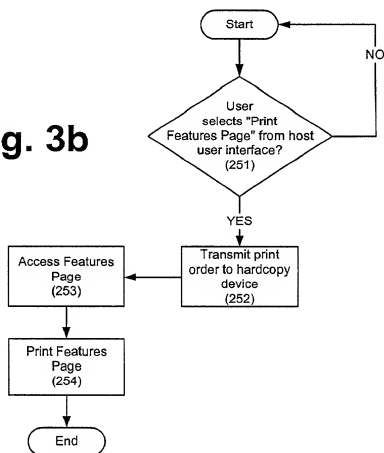 Start
NO
g. 3b
User
selects "Print
Features Page" from host
user interface?
(251)
YES
Transmit print
order to hardcopy
device
(252)
Access Features
Page
(253)
Print Features
Page
(254)
End